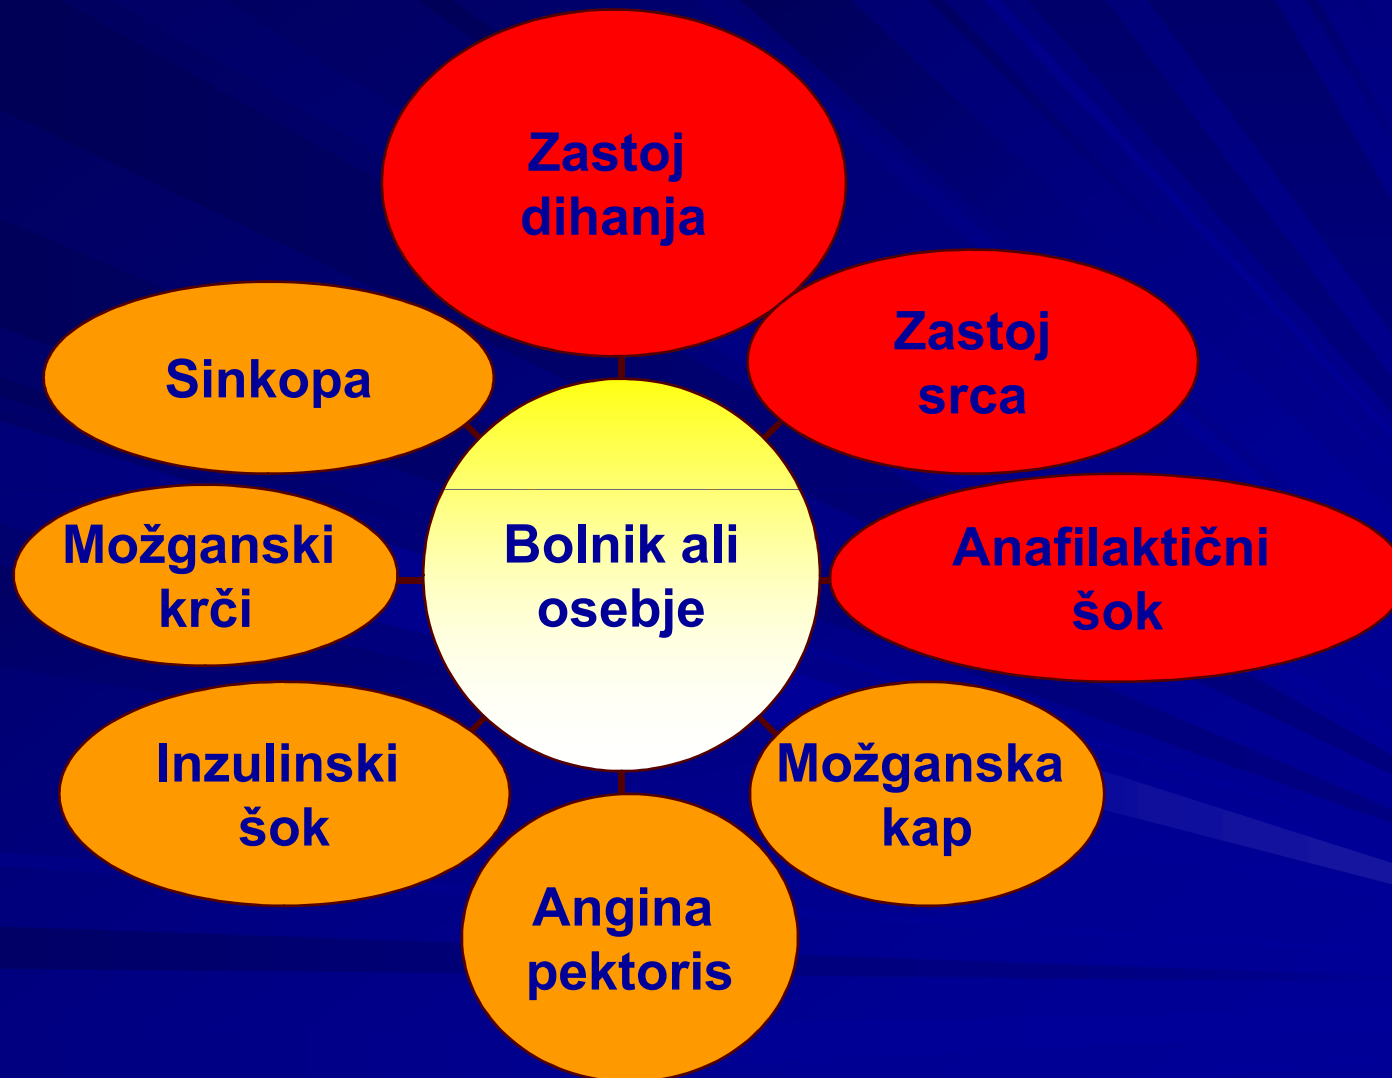 Zastoj
dihanja
Zastoj
srca
Sinkopa
Možganski
krči
Bolnik ali
osebje
Anafilaktični
šok
Inzulinski
šok
Možganska
kap
Angina
pektoris